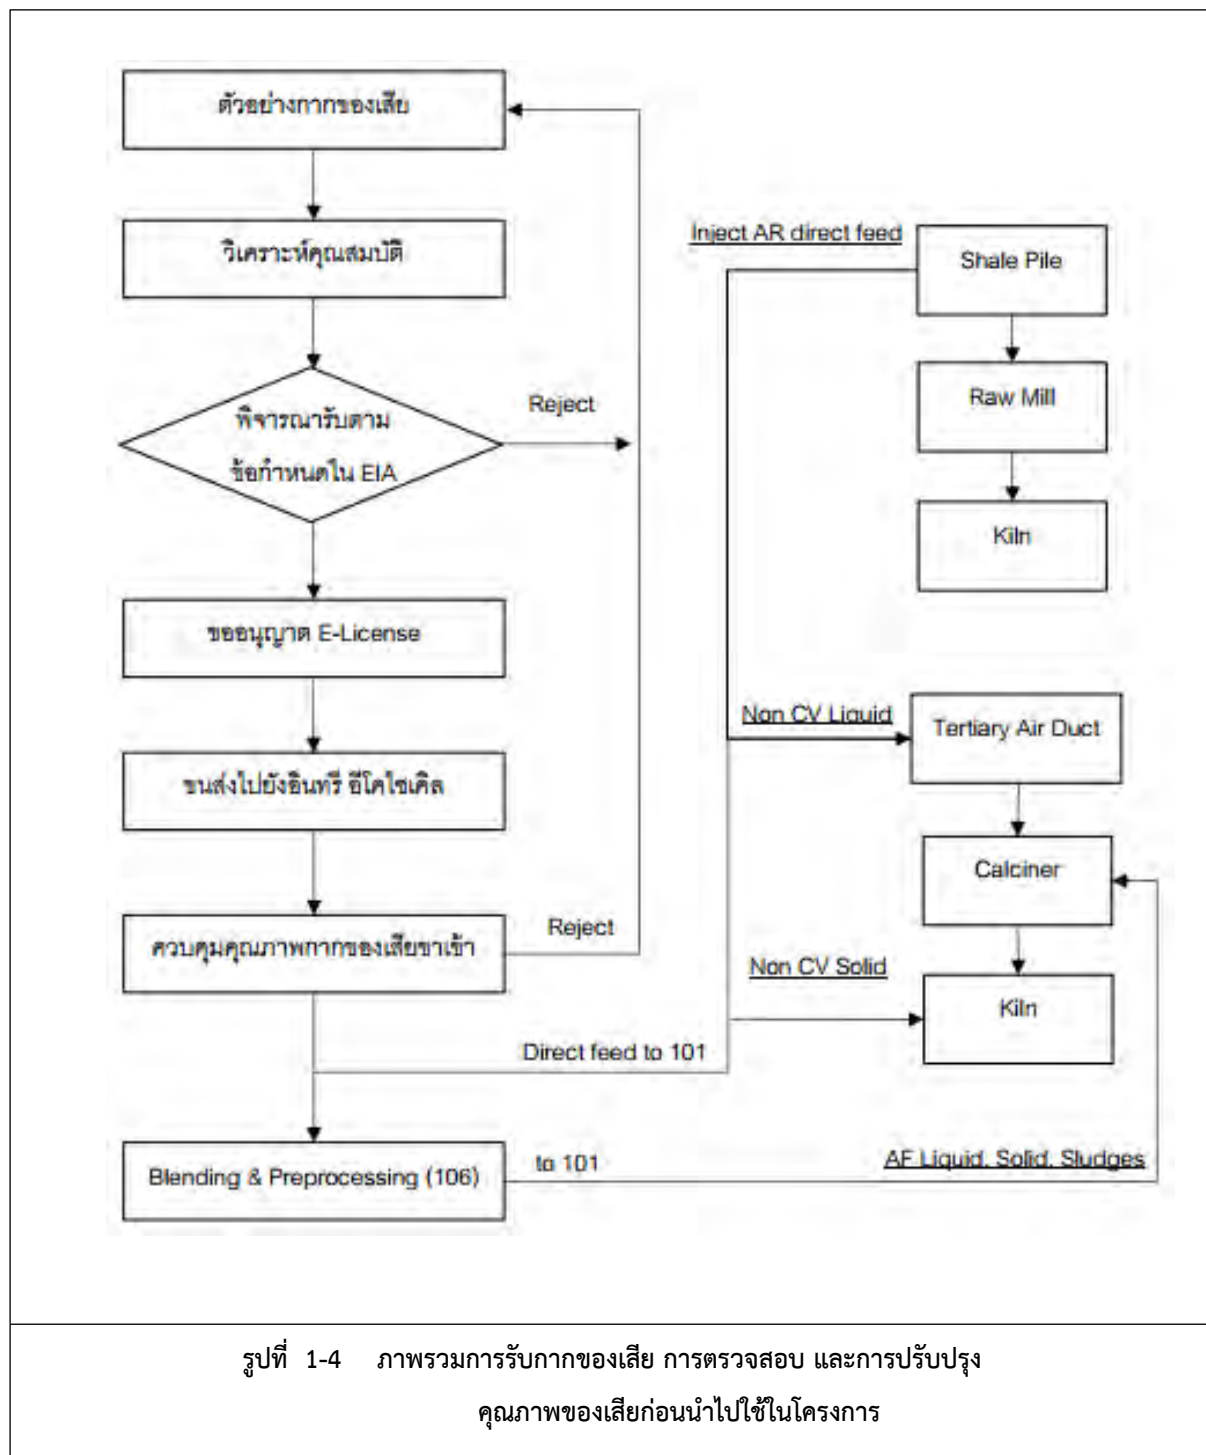 ตัวอย่างกากของเสีย
วิเคราะห์คุณสมบัติ
พิจารณารับตาม
ข้อกำหนดใน EIA
Reject
ขออนุญาต E-License
ขนส่งไปยังอินทรี อีโคไซเคิล
ควบคุมคุณภาพกากของเสียขาเข้า
Reject
Direct feed to 101
Blending & Preprocessing (106)
to 101
AF Liquid, Solid, Sludges
Inject AR direct feed
Shale Pile
Raw Mill
Kiln
Non CV Liquid
Tertiary Air Duct
Calciner
Non CV Solid
Kiln
รูปที่ 1-4 ภาพรวมการรับกากของเสีย การตรวจสอบ และการปรับปรุง
คุณภาพของเสียก่อนนำไปใช้ในโครงการ